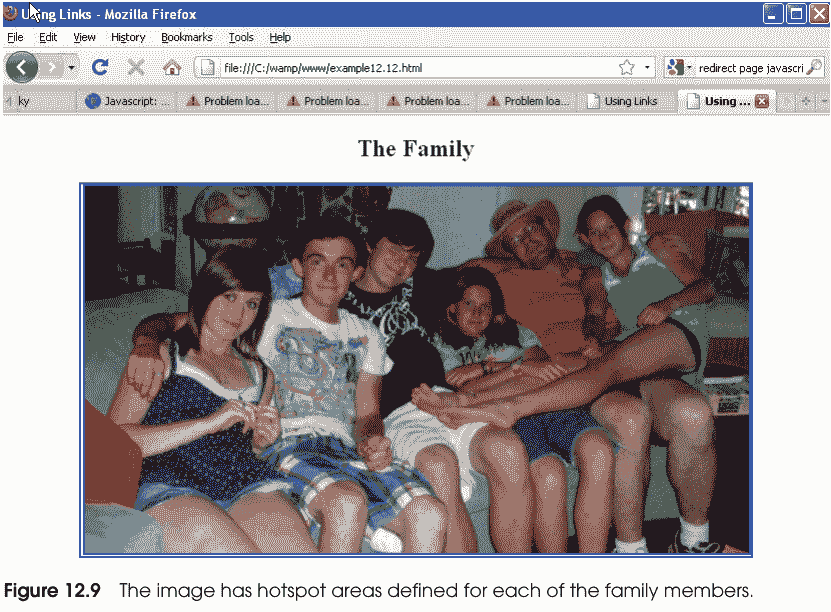 Using Links - Mozilla Firefox
File Edit View History Bookmarks Tools Help
file:///C:/wamp/www/example12.12.html
redirect page javascri
ky Javascript: ... Problem loa... Problem loa... Problem loa... Problem loa... Using Links Using ...
The Family
Figure 12.9 The image has hotspot areas defined for each of the family members.